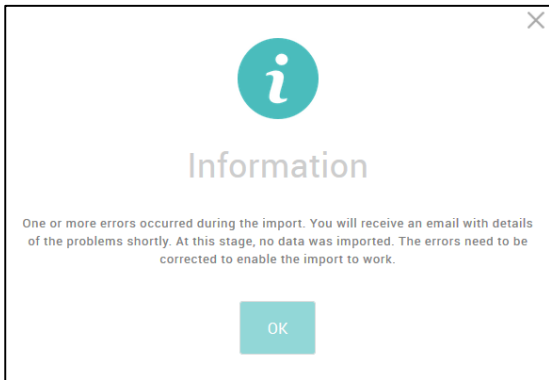 Information
One or more errors occurred during the import. You will receive an email with details
of the problems shortly. At this stage, no data was imported. The errors need to be
corrected to enable the import to work.
OK